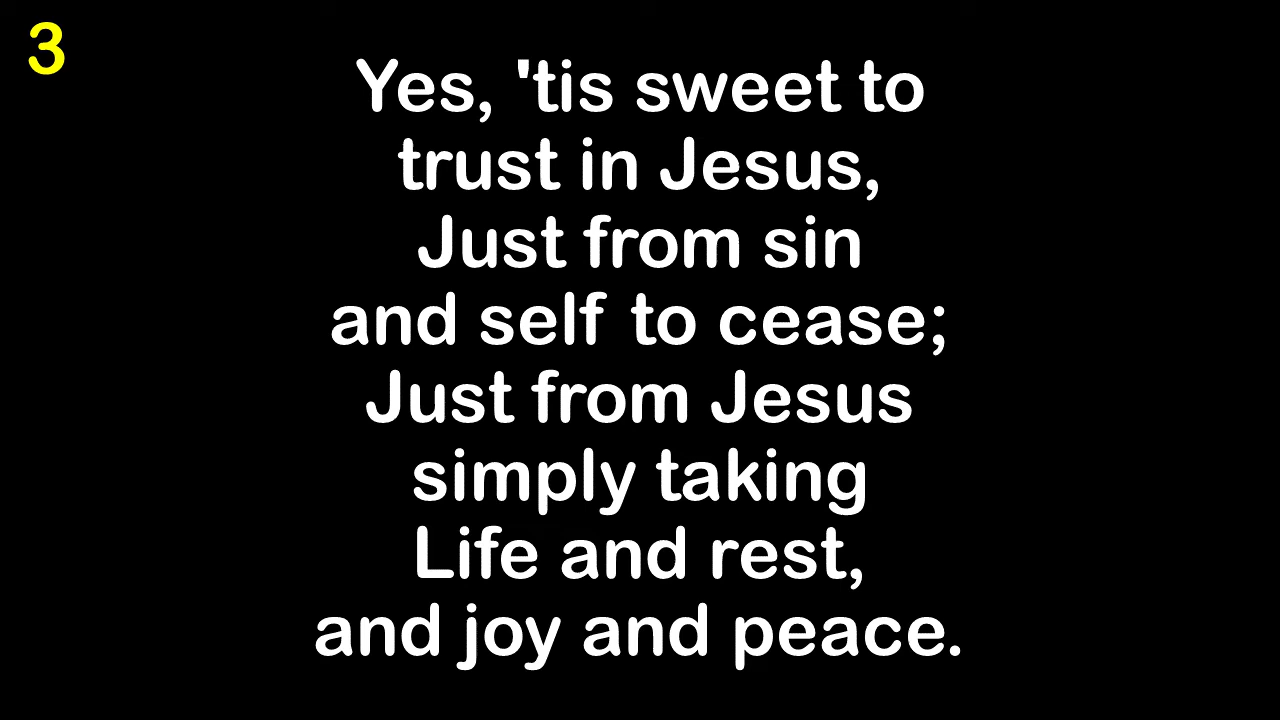 3
Yes, 'tis sweet to
trust in Jesus,
Just from sin
and self to cease;
Just from Jesus
simply taking
Life and rest,
and joy and peace.